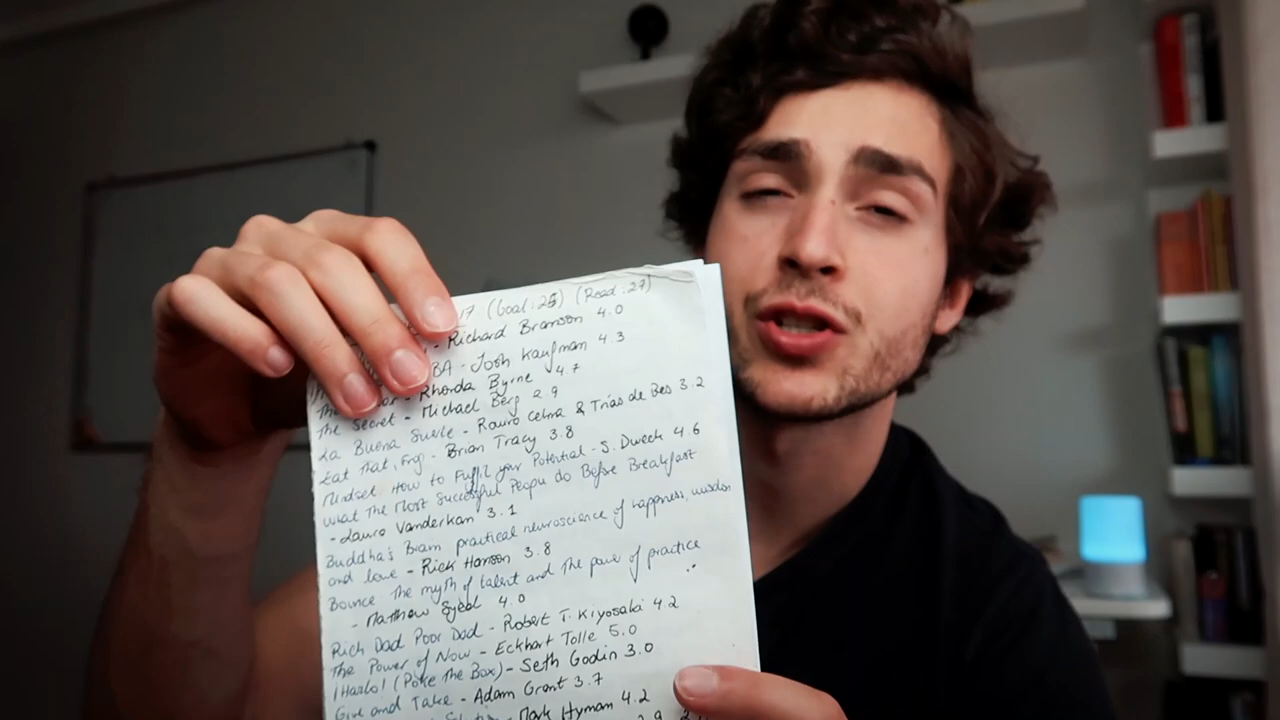 17 (Goal: 25) (Read: 27)
- Richard Branson 4.0
BA - Josh Kaufman 4.3
- Rhonda Byrne 4.7
The Secret - Michael Berg 2.9
La Buena Suerte - Rovira Celma & Trías de Bes 3.2
Eat That, Frog - Brian Tracy 3.8
Mindset. How to Fulfil your Potential - S. Dweck 4.6
What the Most Successful People do Before Breakfast
- Laura Vanderkam 3.1
Buddha's Brain practical neuroscience of happiness, wisdom
and love - Rick Hanson 3.8
Bounce The myth of talent and the power of practice
- Matthew Syed 4.0
Rich Dad Poor Dad - Robert T. Kiyosaki 4.2
The Power of Now - Eckhart Tolle 5.0
¡Hazlo! (Poke The Box) - Seth Godin 3.0
Give and Take - Adam Grant 3.7
Mark Hyman 4.2